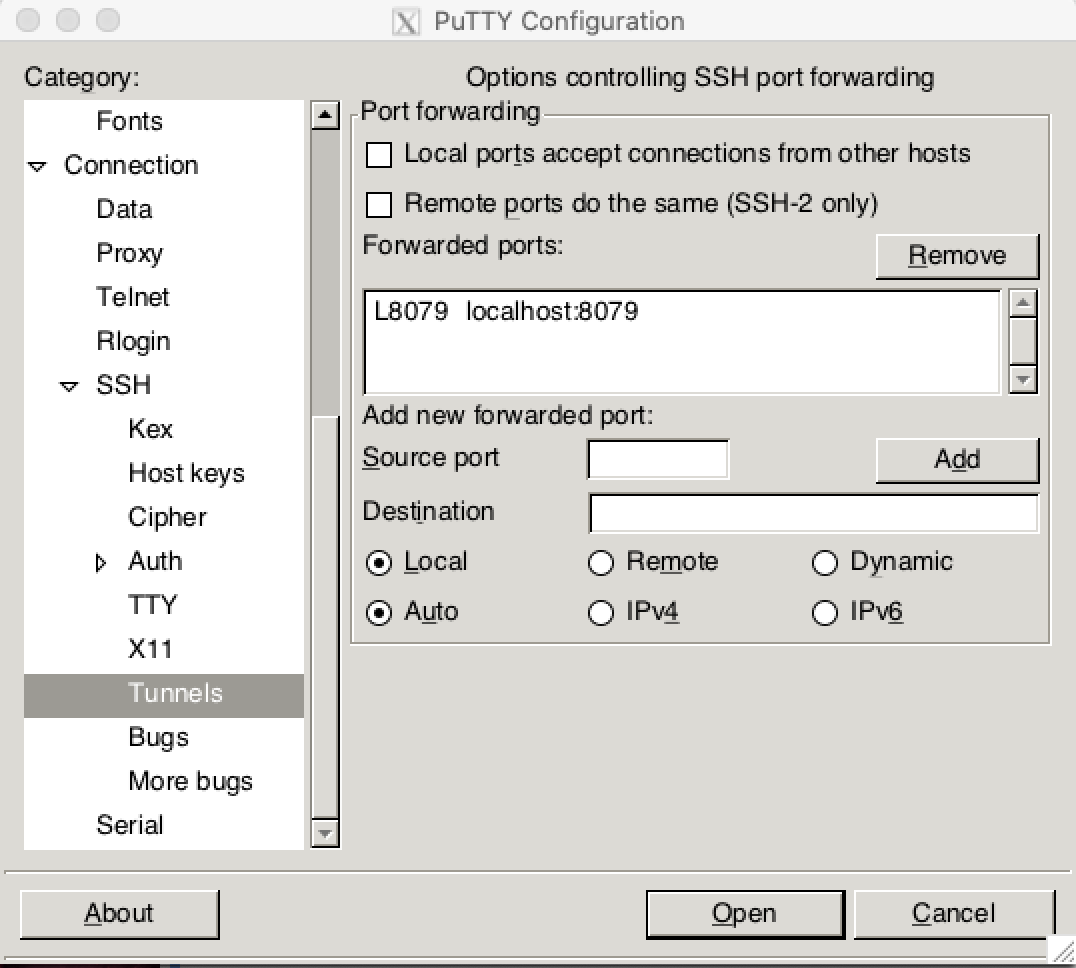 PuTTY Configuration
Category:
Fonts
Connection
Data
Proxy
Telnet
Rlogin
SSH
Kex
Host keys
Cipher
Auth
TTY
X11
Tunnels
Bugs
More bugs
Serial
Options controlling SSH port forwarding
Port forwarding
Local ports accept connections from other hosts
Remote ports do the same (SSH-2 only)
Forwarded ports:
Remove
L8079 localhost:8079
Add new forwarded port:
Source port
Add
Destination
Local Remote Dynamic
Auto IPv4 IPv6
About Open Cancel